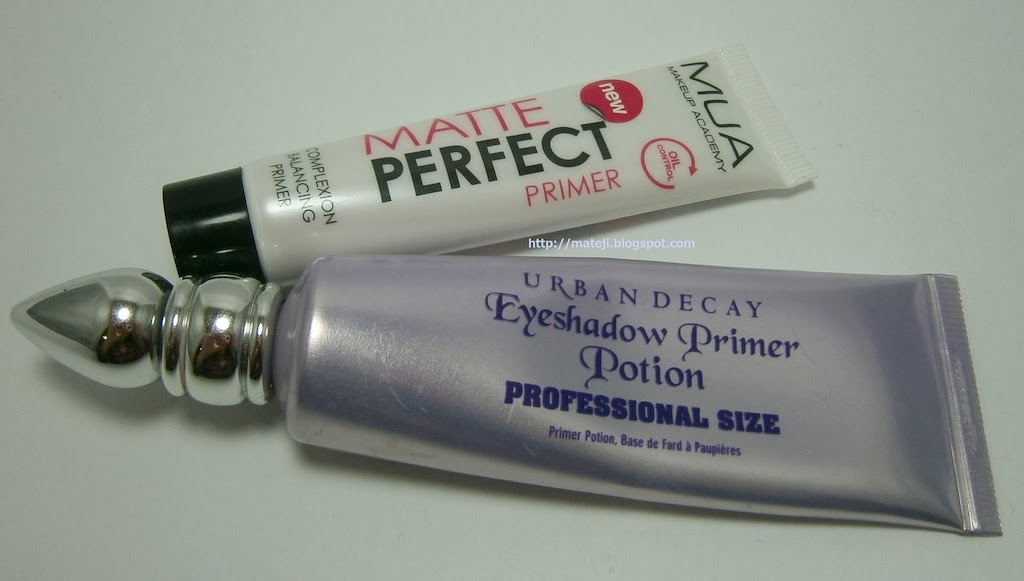 MUA
MAKEUP ACADEMY
OIL
CONTROL
new
MATTE
PERFECT
PRIMER
COMPLEXION
BALANCING
PRIMER
http://mateji.blogspot.com
URBAN DECAY
Eyeshadow Primer
Potion
PROFESSIONAL SIZE
Primer Potion, Base de Fard à Paupières